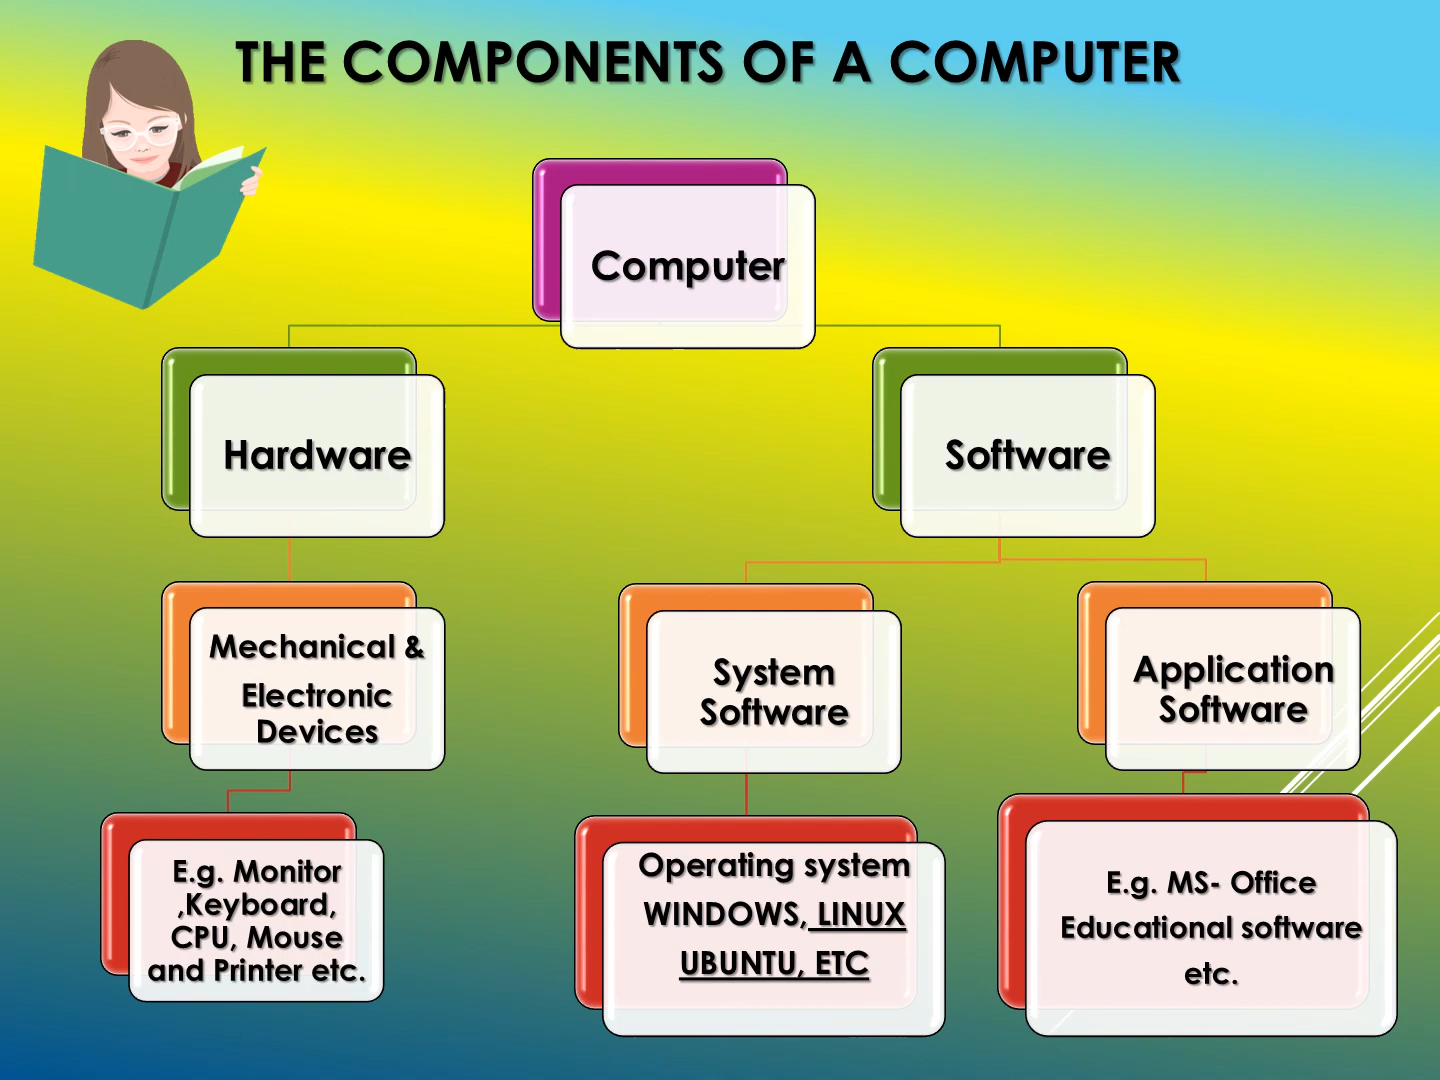 THE COMPONENTS OF A COMPUTER
Computer
Hardware
Software
Mechanical &
Electronic
Devices
System
Software
Application
Software
E.g. Monitor
,Keyboard,
CPU, Mouse
and Printer etc.
Operating system
WINDOWS, LINUX
UBUNTU, ETC
E.g. MS- Office
Educational software
etc.